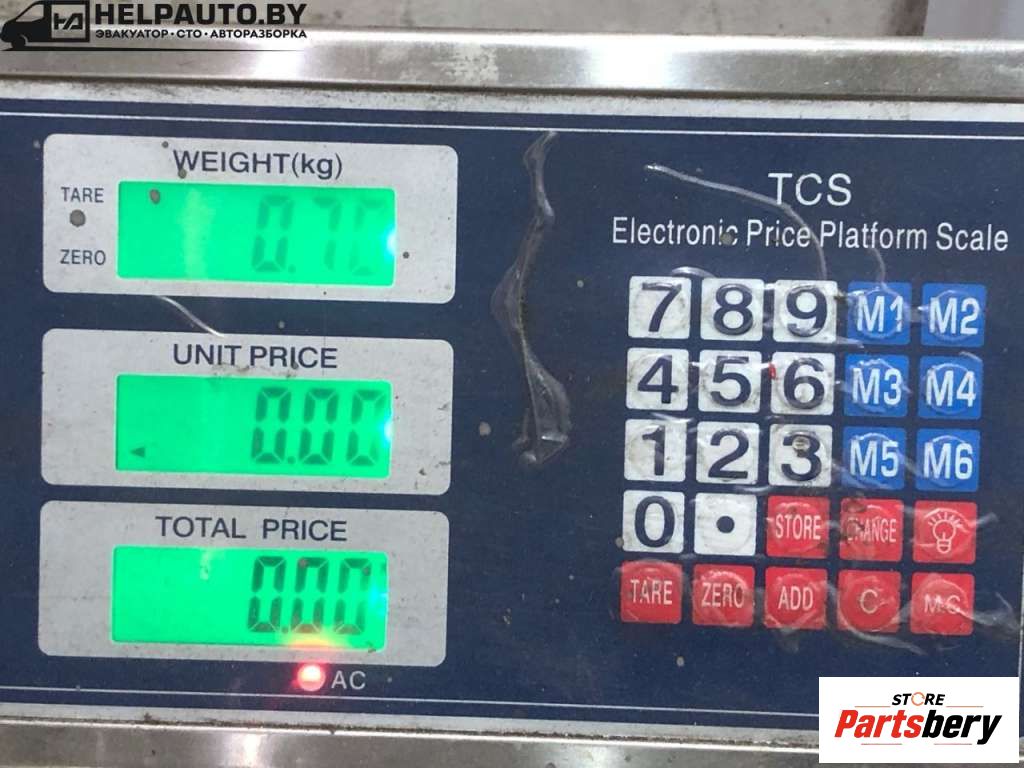 HELPAUTO.BY
ЭВАКУАТОР • СТО • АВТОРАЗБОРКА
WEIGHT(kg)
TARE
0.70
ZERO
UNIT PRICE
0.00
TOTAL PRICE
0.00
AC
TCS
Electronic Price Platform Scale
7 8 9 M1 M2
4 5 6 M3 M4
1 2 3 M5 M6
0 • STORE CHANGE
TARE ZERO ADD C MC
STORE
Partsbery